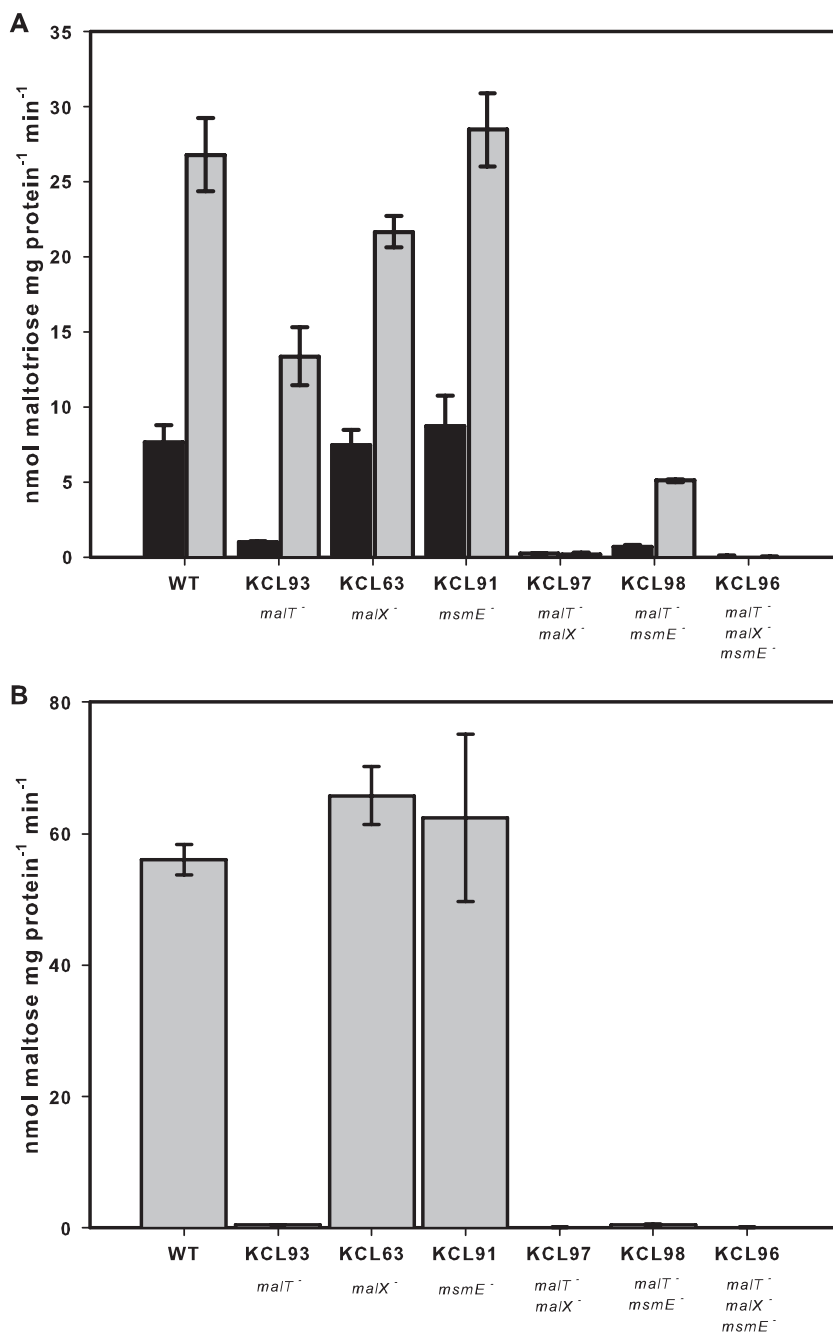 A
35
30
25
20
15
10
5
0
nmol maltotriose mg protein⁻¹ min⁻¹
WT KCL93 KCL63 KCL91 KCL97 KCL98 KCL96
malT⁻ malX⁻ msmE⁻ malT⁻ malT⁻ malT⁻
malX⁻ msmE⁻ malX⁻
msmE⁻
B
80
60
40
20
0
nmol maltose mg protein⁻¹ min⁻¹
WT KCL93 KCL63 KCL91 KCL97 KCL98 KCL96
malT⁻ malX⁻ msmE⁻ malT⁻ malT⁻ malT⁻
malX⁻ msmE⁻ malX⁻
msmE⁻